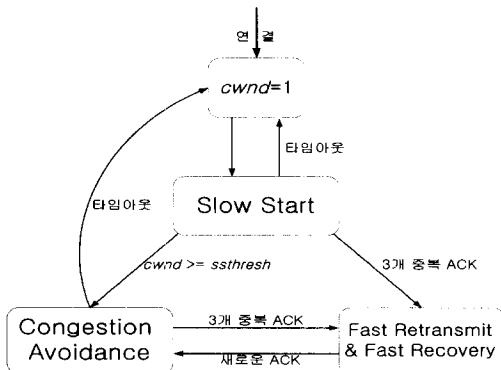 연 결
cwnd=1
타임아웃
타임아웃
Slow Start
cwnd >= ssthresh
3개 중복 ACK
Congestion
Avoidance
3개 중복 ACK
새로운 ACK
Fast Retransmit
& Fast Recovery